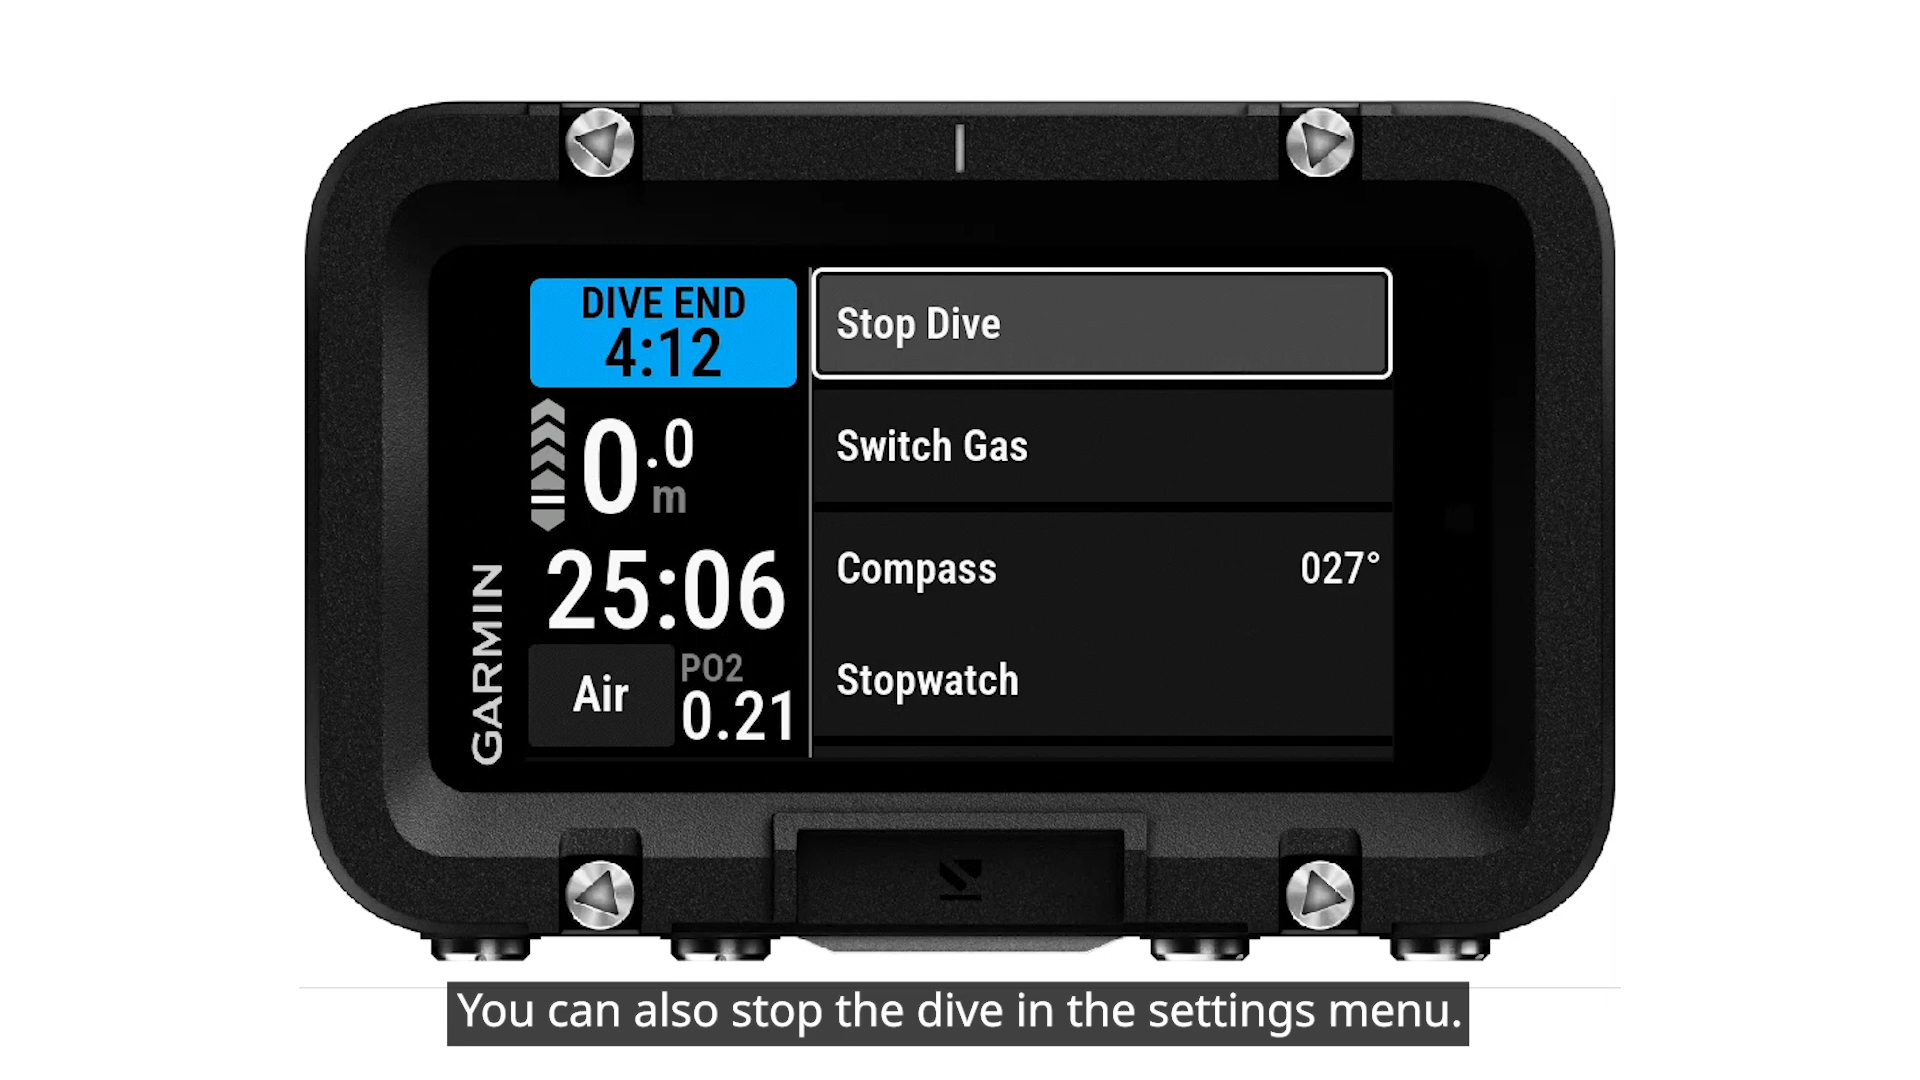 GARMIN
DIVE END
4:12
0.0
m
25:06
Air
PO2
0.21
Stop Dive
Switch Gas
Compass 027°
Stopwatch
You can also stop the dive in the settings menu.